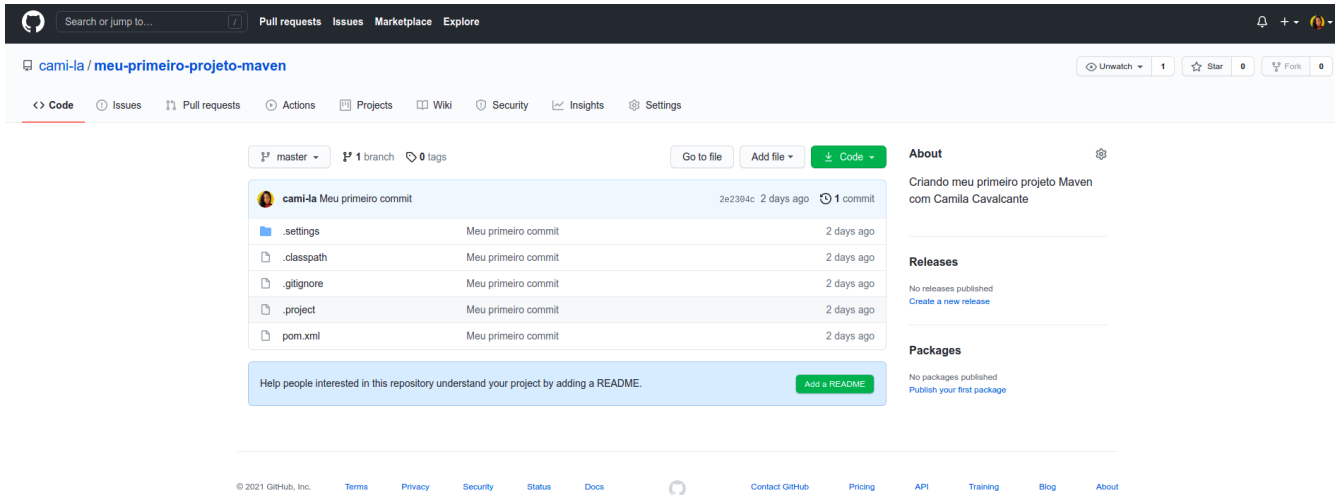 Search or jump to... / Pull requests Issues Marketplace Explore
cami-la / meu-primeiro-projeto-maven Unwatch 1 Star 0 Fork 0
<> Code Issues Pull requests Actions Projects Wiki Security Insights Settings
master 1 branch 0 tags Go to file Add file Code
About
Criando meu primeiro projeto Maven
com Camila Cavalcante
cami-la Meu primeiro commit 2e2304c 2 days ago 1 commit
.settings Meu primeiro commit 2 days ago
.classpath Meu primeiro commit 2 days ago
.gitignore Meu primeiro commit 2 days ago
.project Meu primeiro commit 2 days ago
pom.xml Meu primeiro commit 2 days ago
Releases
No releases published
Create a new release
Packages
No packages published
Publish your first package
Help people interested in this repository understand your project by adding a README. Add a README
© 2021 GitHub, Inc. Terms Privacy Security Status Docs Contact GitHub Pricing API Training Blog About